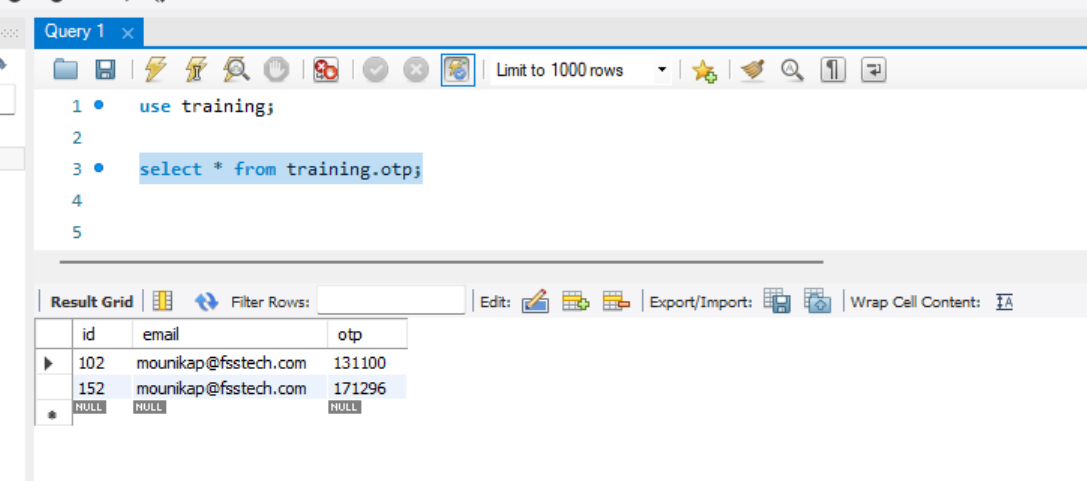 Query 1
Limit to 1000 rows
1 use training;
2
3 select * from training.otp;
4
5
Result Grid Filter Rows: Edit: Export/Import: Wrap Cell Content:
id email otp
102 mounikap@fsstech.com 131100
152 mounikap@fsstech.com 171296
NULL NULL NULL